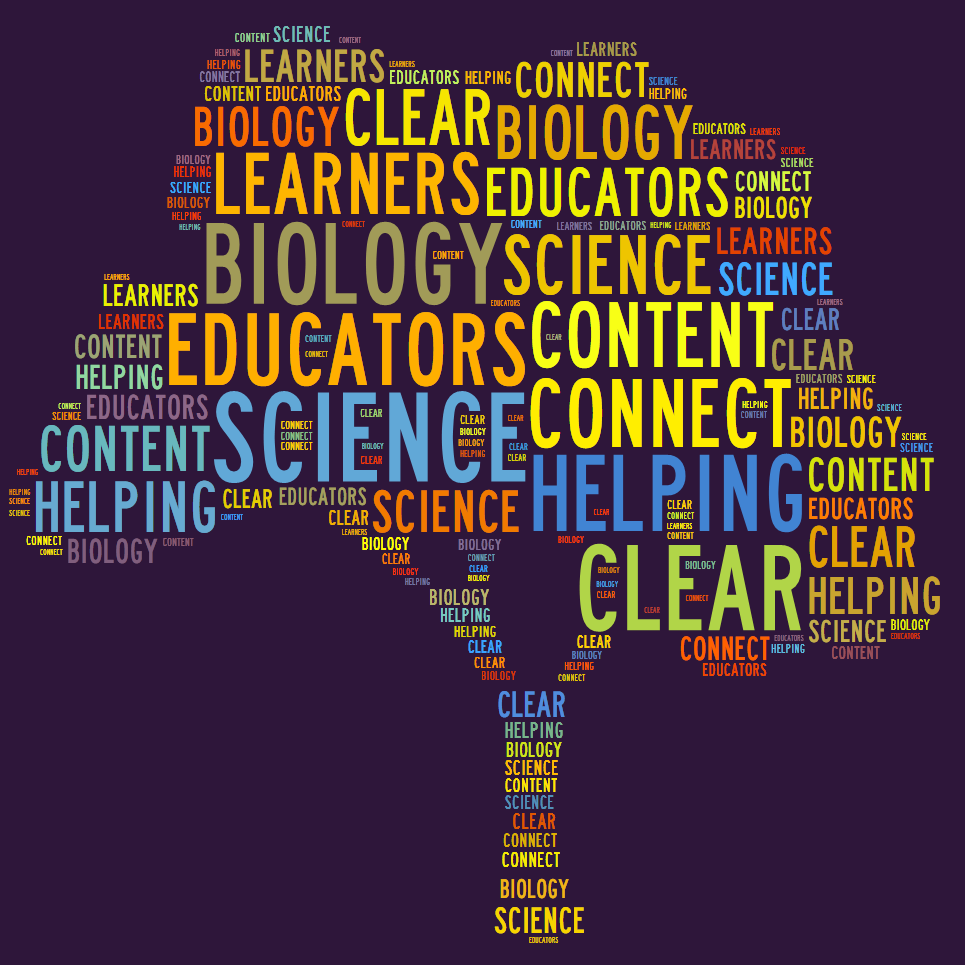 CONTENT SCIENCE CONTENT
HELPING LEARNERS LEARNERS CONTENT LEARNERS
HELPING EDUCATORS HELPING CONNECT SCIENCE
CONNECT HELPING
CONTENT EDUCATORS CLEAR
BIOLOGY BIOLOGY EDUCATORS LEARNERS
LEARNERS SCIENCE
BIOLOGY LEARNERS EDUCATORS SCIENCE
HELPING CONNECT
SCIENCE BIOLOGY
BIOLOGY
HELPING
HELPING BIOLOGY CONNECT CONTENT LEARNERS EDUCATORS HELPING LEARNERS
CONTENT SCIENCE LEARNERS
LEARNERS SCIENCE
LEARNERS EDUCATORS LEARNERS
LEARNERS EDUCATORS CONTENT CLEAR
CONTENT CONTENT CLEAR CLEAR
HELPING CONNECT
EDUCATORS SCIENCE
CONNECT EDUCATORS SCIENCE CONNECT HELPING HELPING SCIENCE
SCIENCE CLEAR CLEAR CLEAR CONTENT
CONTENT CONNECT BIOLOGY BIOLOGY SCIENCE
CONNECT BIOLOGY BIOLOGY CLEAR SCIENCE
CONNECT CLEAR HELPING CLEAR
HELPING HELPING CONTENT
HELPING HELPING CLEAR EDUCATORS SCIENCE CLEAR CLEAR EDUCATORS
SCIENCE CONNECT
SCIENCE CONTENT CLEAR LEARNERS
LEARNERS CONTENT
CONNECT BIOLOGY CONTENT BIOLOGY BIOLOGY BIOLOGY CLEAR
CONNECT CLEAR CONNECT CLEAR BIOLOGY
BIOLOGY CLEAR BIOLOGY
HELPING BIOLOGY BIOLOGY HELPING
BIOLOGY CLEAR CONNECT
HELPING CLEAR
HELPING SCIENCE BIOLOGY
CLEAR CLEAR CONNECT EDUCATORS EDUCATORS
CLEAR BIOLOGY HELPING CONTENT
BIOLOGY HELPING EDUCATORS
CONNECT
CLEAR
HELPING
BIOLOGY
SCIENCE
CONTENT
SCIENCE
CLEAR
CONNECT
CONNECT
BIOLOGY
SCIENCE
EDUCATORS